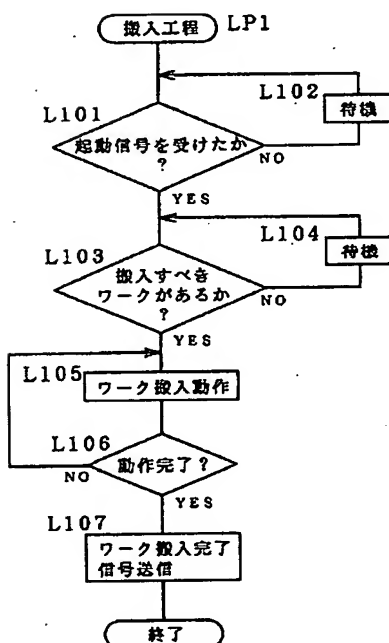 搬入工程 LP1
L102
待機
L101
起動信号を受けたか
?
NO
YES
L104
待機
L103
搬入すべき
ワークがあるか
?
NO
YES
L105
ワーク搬入動作
L106
動作完了?
NO
YES
L107
ワーク搬入完了
信号送信
終了